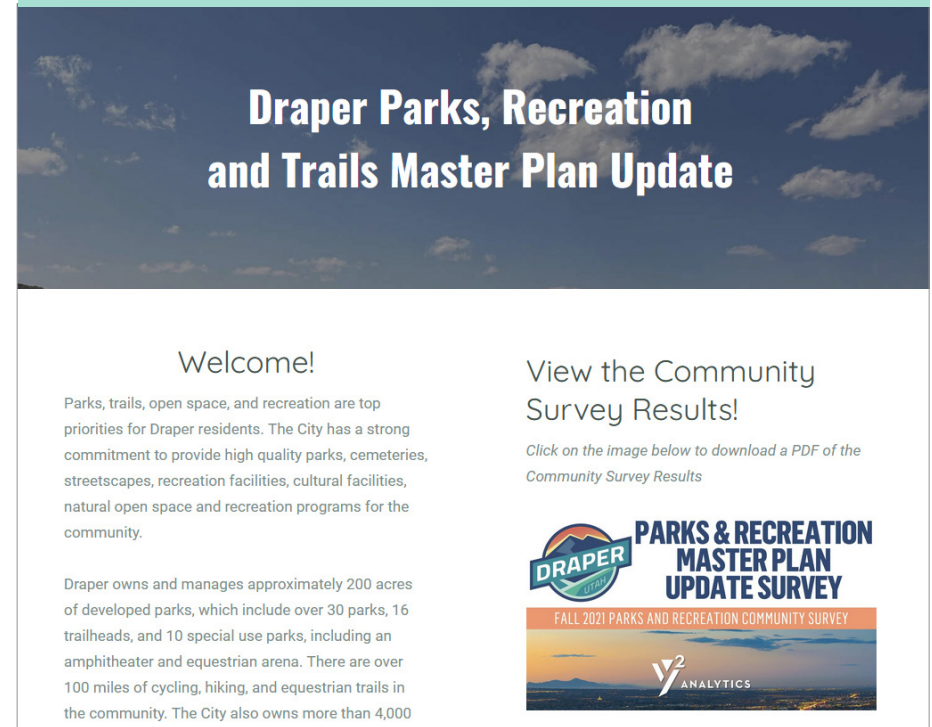 Draper Parks, Recreation
and Trails Master Plan Update
Welcome!
Parks, trails, open space, and recreation are top
priorities for Draper residents. The City has a strong
commitment to provide high quality parks, cemeteries,
streetscapes, recreation facilities, cultural facilities,
natural open space and recreation programs for the
community.
Draper owns and manages approximately 200 acres
of developed parks, which include over 30 parks, 16
trailheads, and 10 special use parks, including an
amphitheater and equestrian arena. There are over
100 miles of cycling, hiking, and equestrian trails in
the community. The City also owns more than 4,000
View the Community
Survey Results!
Click on the image below to download a PDF of the
Community Survey Results
DRAPER
UTAH
PARKS & RECREATION
MASTER PLAN
UPDATE SURVEY
FALL 2021 PARKS AND RECREATION COMMUNITY SURVEY
Y2 ANALYTICS